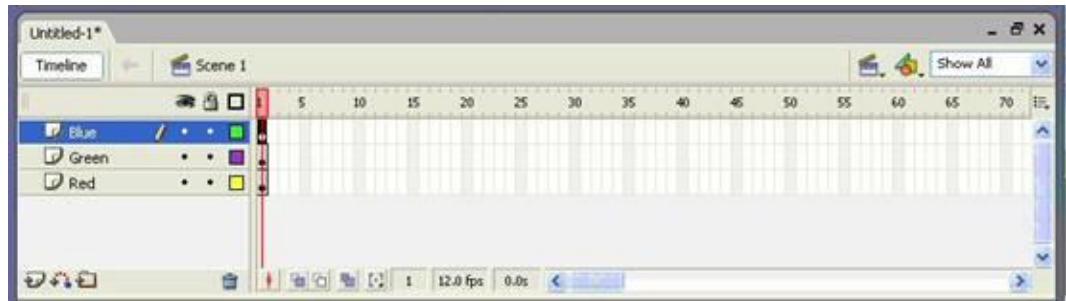 Untitled-1*
Timeline Scene 1 Show All
1 5 10 15 20 25 30 35 40 45 50 55 60 65 70
Blue
Green
Red
1 12.0 fps 0.0s